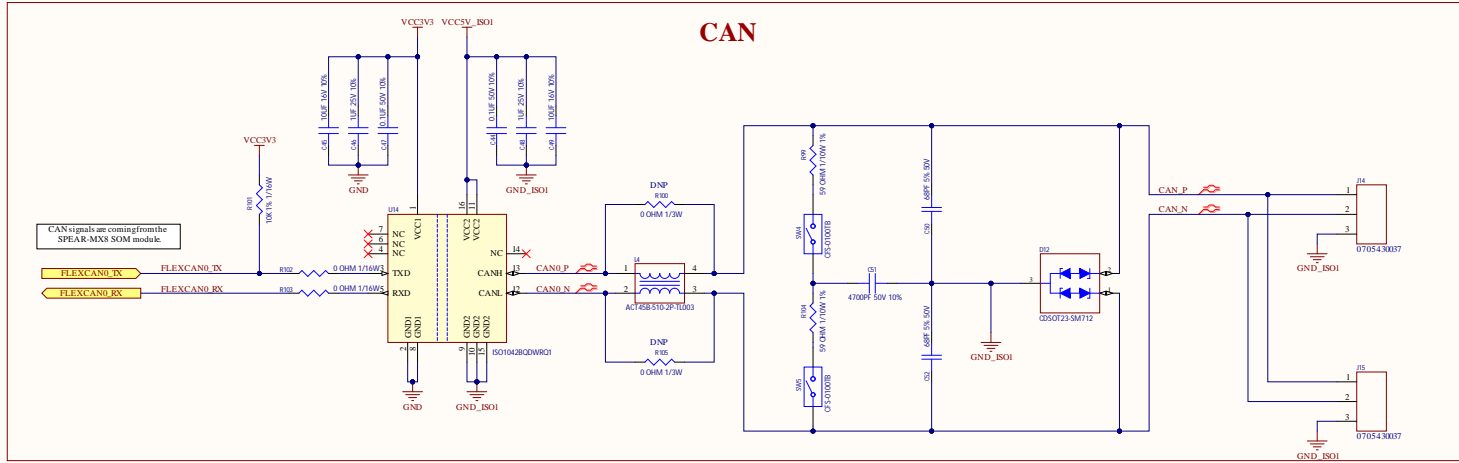 CAN
VCC3V3
VCC5V_ISO1
10UF 16V 10%
C45
1UF 25V 10%
C46
0.1UF 50V 10%
C47
GND
0.1UF 50V 10%
C44
1UF 25V 10%
C48
10UF 16V 10%
C49
GND_ISO1
VCC3V3
R101
10K 1% 1/16W
CAN signals are coming from the
SPEAR-MX8 SOM module.
FLEXCAN0_TX
FLEXCAN0_TX
R102
0 OHM 1/16W
FLEXCAN0_RX
FLEXCAN0_RX
R103
0 OHM 1/16W
U14
1
VCC1
16
VCC2
11
VCC2
7
NC
6
NC
4
NC
3
TXD
5
RXD
NC
14
CANH
13
CANL
12
GND1
2
GND1
8
GND2
9
GND2
10
GND2
15
ISO1042BQDWRQ1
GND
GND_ISO1
CAN0_P
CAN0_N
DNP
R100
0 OHM 1/3W
L4
1
4
2
3
ACT45B-510-2P-TL003
DNP
R105
0 OHM 1/3W
R99
59 OHM 1/10W 1%
SW4
CFS-0100TB
C51
4700PF 50V 10%
R104
59 OHM 1/10W 1%
SW5
CFS-0100TB
68PF 5% 50V
C50
68PF 5% 50V
C52
GND_ISO1
D12
3
2
1
CDSOT23-SM712
CAN_P
CAN_N
J14
1
2
3
0705430037
GND_ISO1
J15
1
2
3
0705430037
GND_ISO1